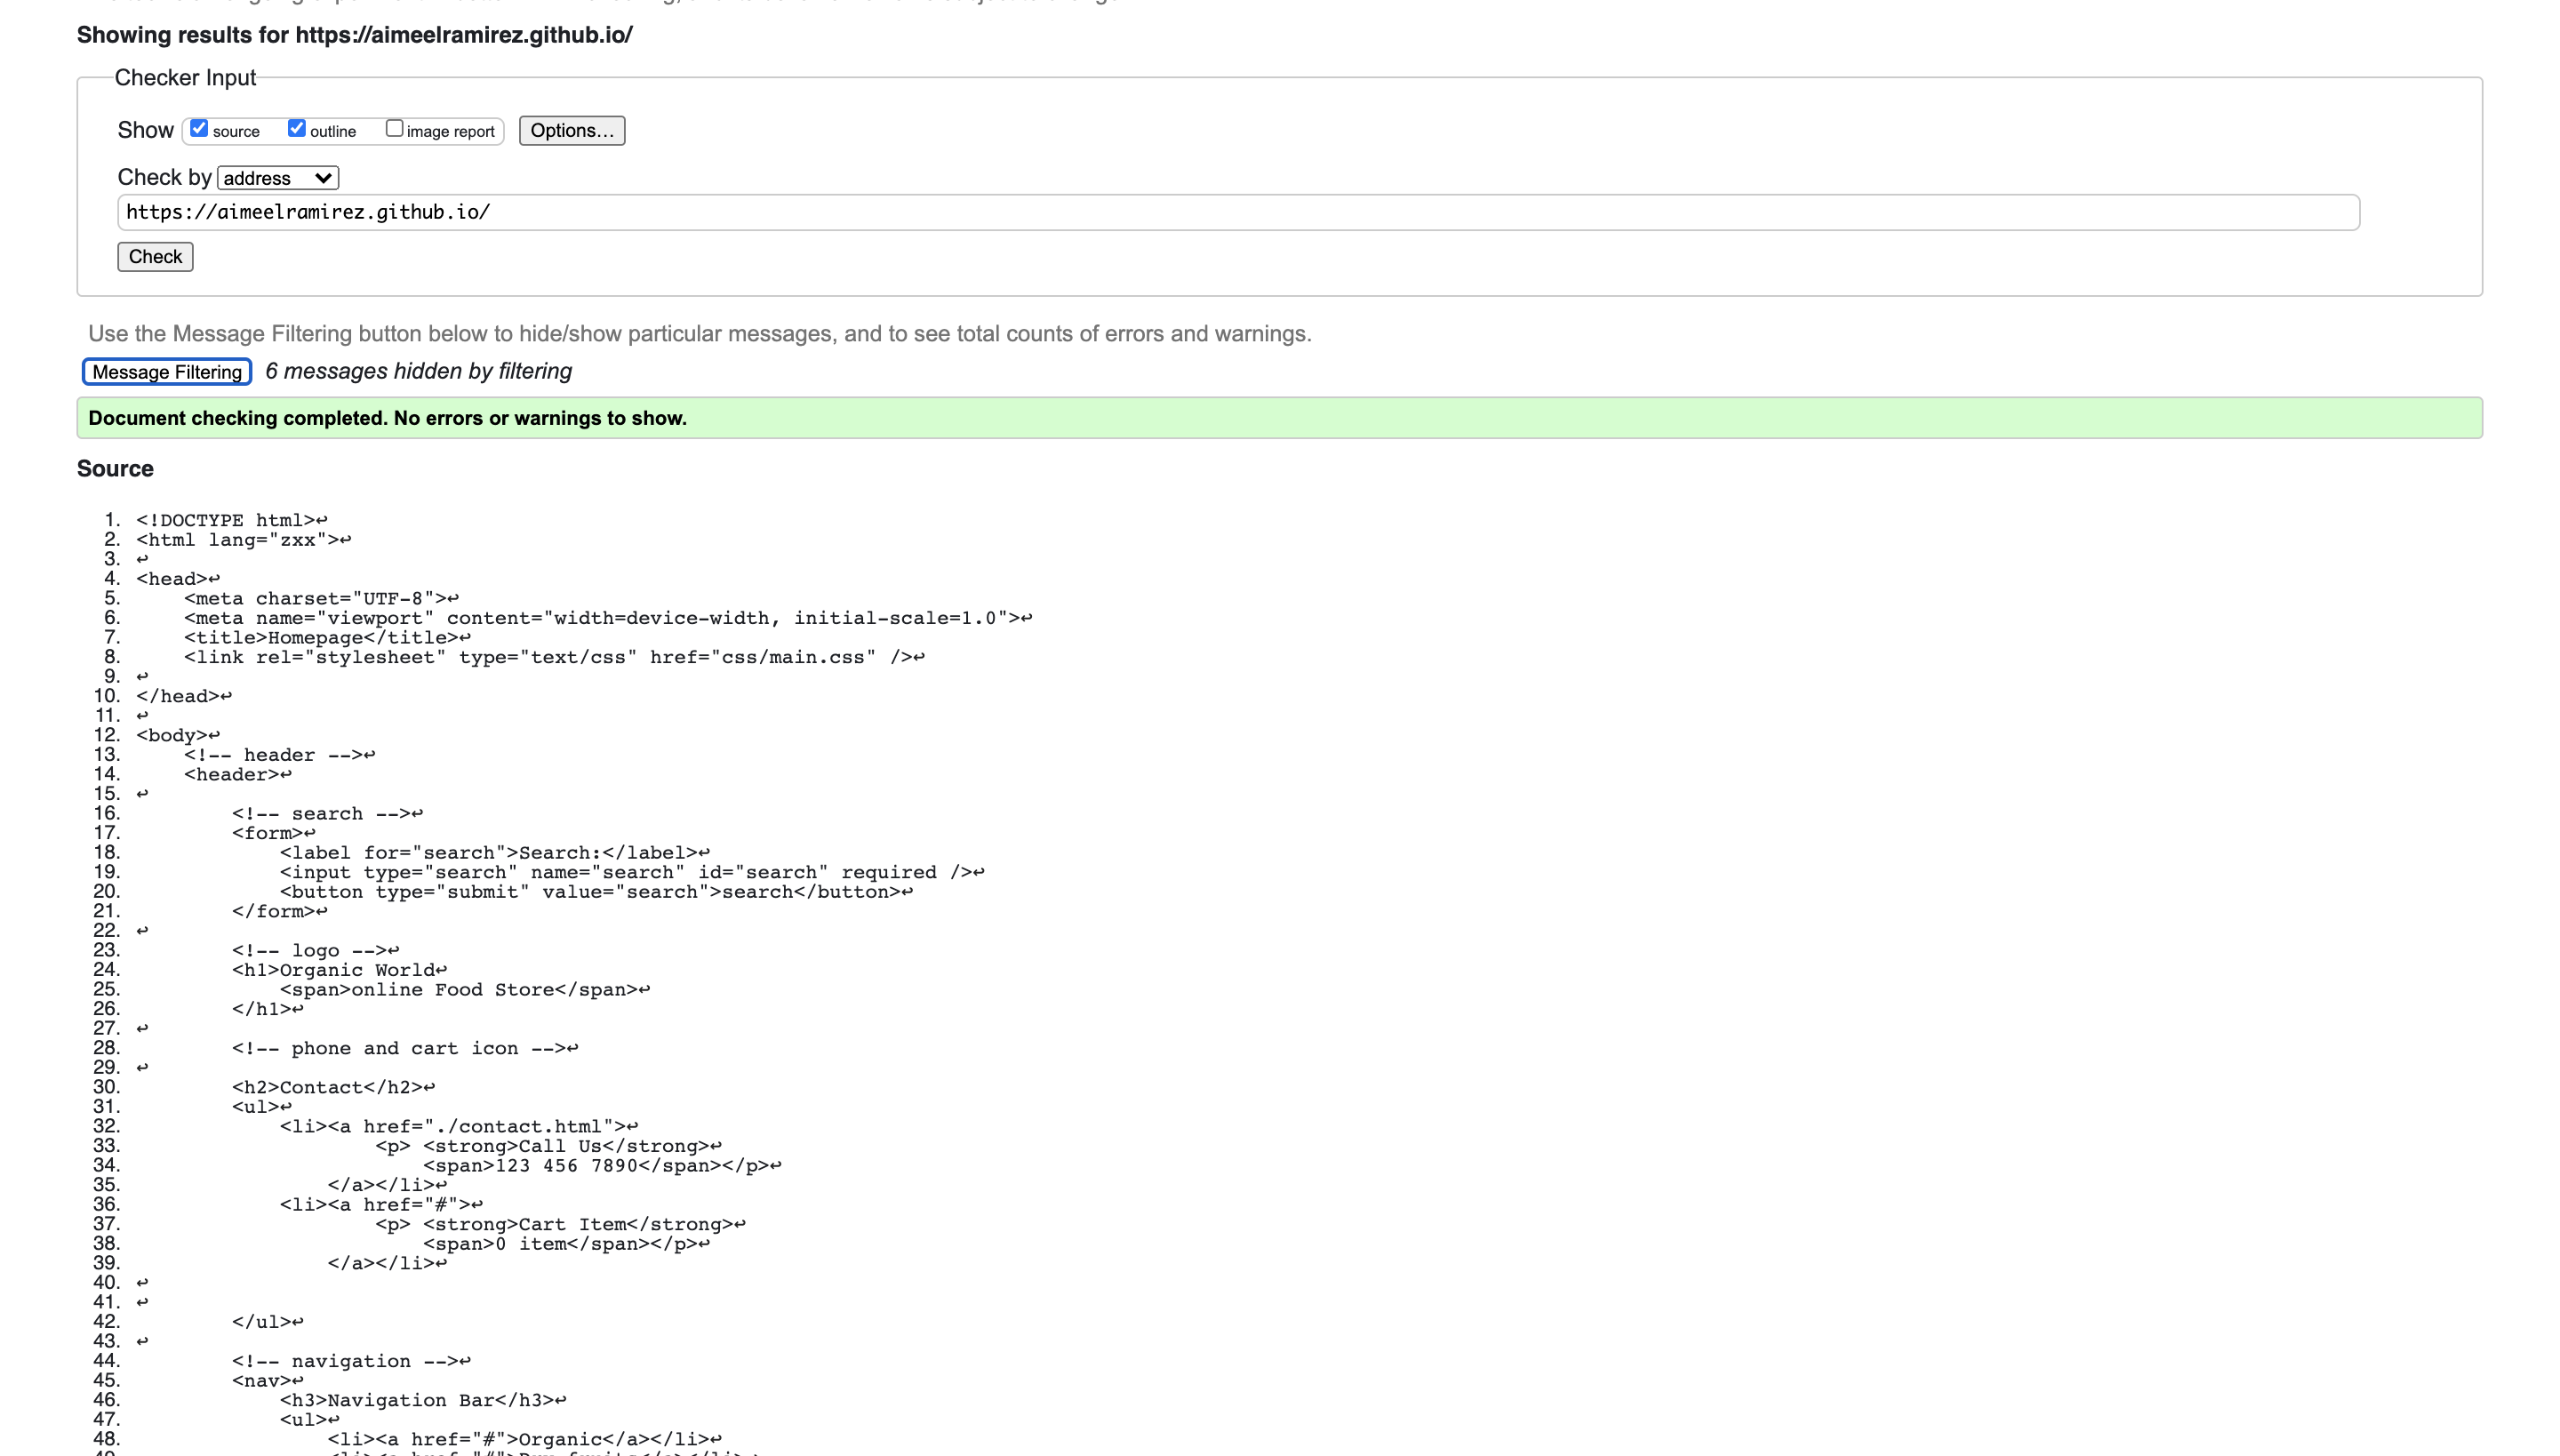 Showing results for https://aimeelramirez.github.io/
Checker Input
Show source outline image report Options...
Check by address
https://aimeelramirez.github.io/
Check
Use the Message Filtering button below to hide/show particular messages, and to see total counts of errors and warnings.
Message Filtering 6 messages hidden by filtering
Document checking completed. No errors or warnings to show.
Source
1. <!DOCTYPE html>↩
2. <html lang="zxx">↩
3. ↩
4. <head>↩
5.     <meta charset="UTF-8">↩
6.     <meta name="viewport" content="width=device-width, initial-scale=1.0">↩
7.     <title>Homepage</title>↩
8.     <link rel="stylesheet" type="text/css" href="css/main.css" />↩
9. ↩
10. </head>↩
11. ↩
12. <body>↩
13.     <!-- header -->↩
14.     <header>↩
15. ↩
16.         <!-- search -->↩
17.         <form>↩
18.             <label for="search">Search:</label>↩
19.             <input type="search" name="search" id="search" required />↩
20.             <button type="submit" value="search">search</button>↩
21.         </form>↩
22. ↩
23.         <!-- logo -->↩
24.         <h1>Organic World↩
25.             <span>online Food Store</span>↩
26.         </h1>↩
27. ↩
28.         <!-- phone and cart icon -->↩
29. ↩
30.         <h2>Contact</h2>↩
31.         <ul>↩
32.             <li><a href="./contact.html">↩
33.                     <p> <strong>Call Us</strong>↩
34.                         <span>123 456 7890</span></p>↩
35.                 </a></li>↩
36.             <li><a href="#">↩
37.                     <p> <strong>Cart Item</strong>↩
38.                         <span>0 item</span></p>↩
39.                 </a></li>↩
40. ↩
41. ↩
42.         </ul>↩
43. ↩
44.         <!-- navigation -->↩
45.         <nav>↩
46.             <h3>Navigation Bar</h3>↩
47.             <ul>↩
48.                 <li><a href="#">Organic</a></li>↩